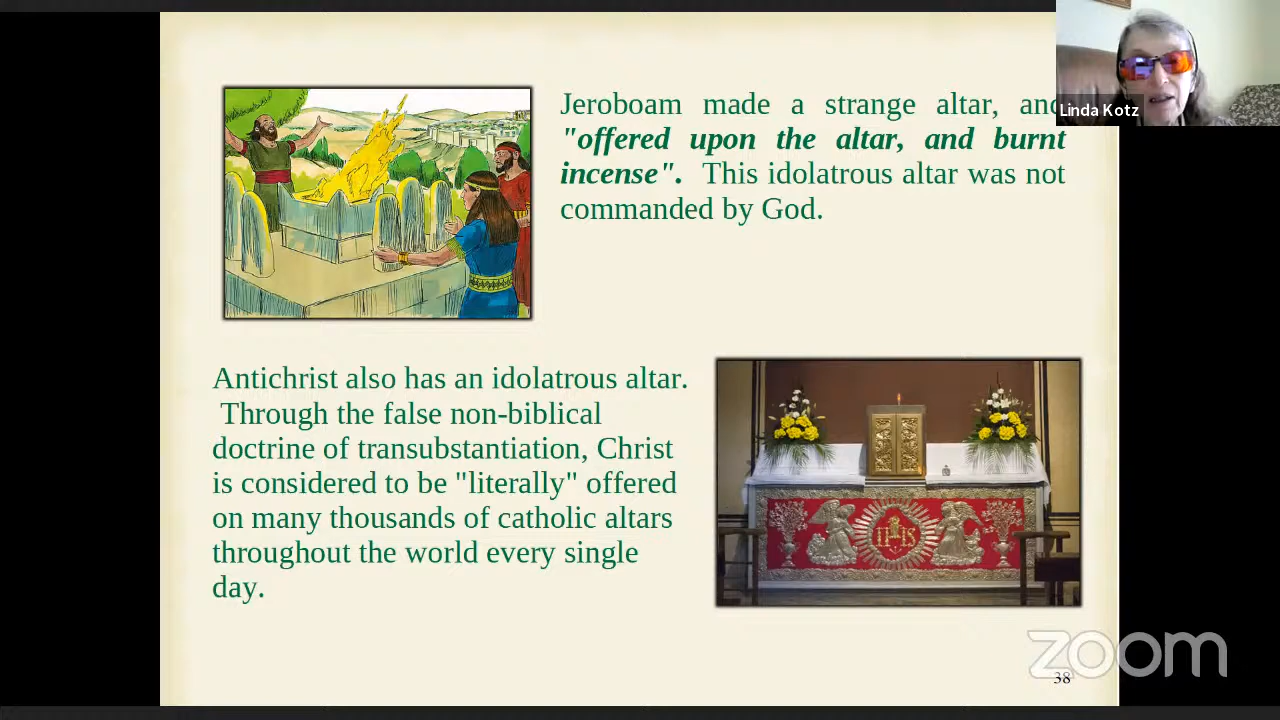 Jeroboam made a strange altar, and
"offered upon the altar, and burnt
incense". This idolatrous altar was not
commanded by God.
Linda Kotz
Antichrist also has an idolatrous altar.
Through the false non-biblical
doctrine of transubstantiation, Christ
is considered to be "literally" offered
on many thousands of catholic altars
throughout the world every single
day.
IHS
zoom
38